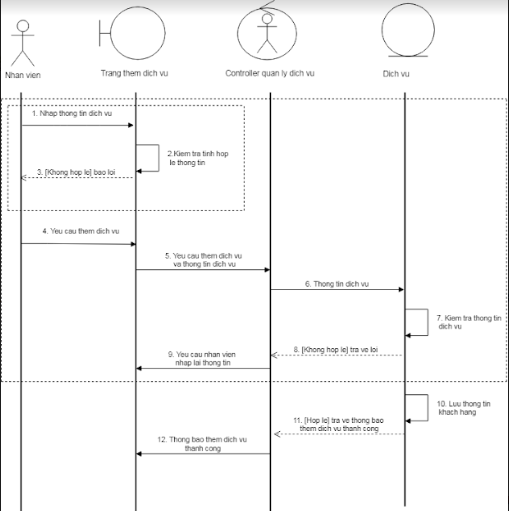 Nhan vien
Trang them dich vu
Controller quan ly dich vu
Dich vu
1. Nhap thong tin dich vu
2.Kiem tra tinh hop
le thong tin
3. [Khong hop le] bao loi
4. Yeu cau them dich vu
5. Yeu cau them dich vu
va thong tin dich vu
6. Thong tin dich vu
7. Kiem tra thong tin
dich vu
8. [Khong hop le] tra ve loi
9. Yeu cau nhan vien
nhap lai thong tin
10. Luu thong tin
khach hang
11. [Hop le] tra ve thong bao
them dich vu thanh cong
12. Thong bao them dich vu
thanh cong